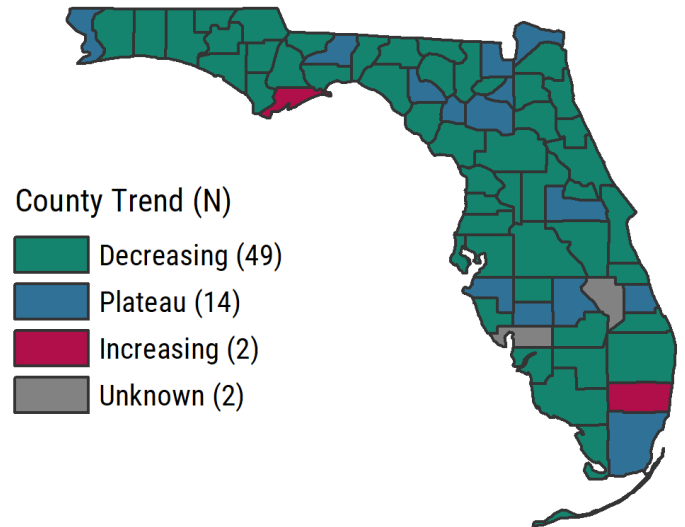 County Trend (N)
Decreasing (49)
Plateau (14)
Increasing (2)
Unknown (2)